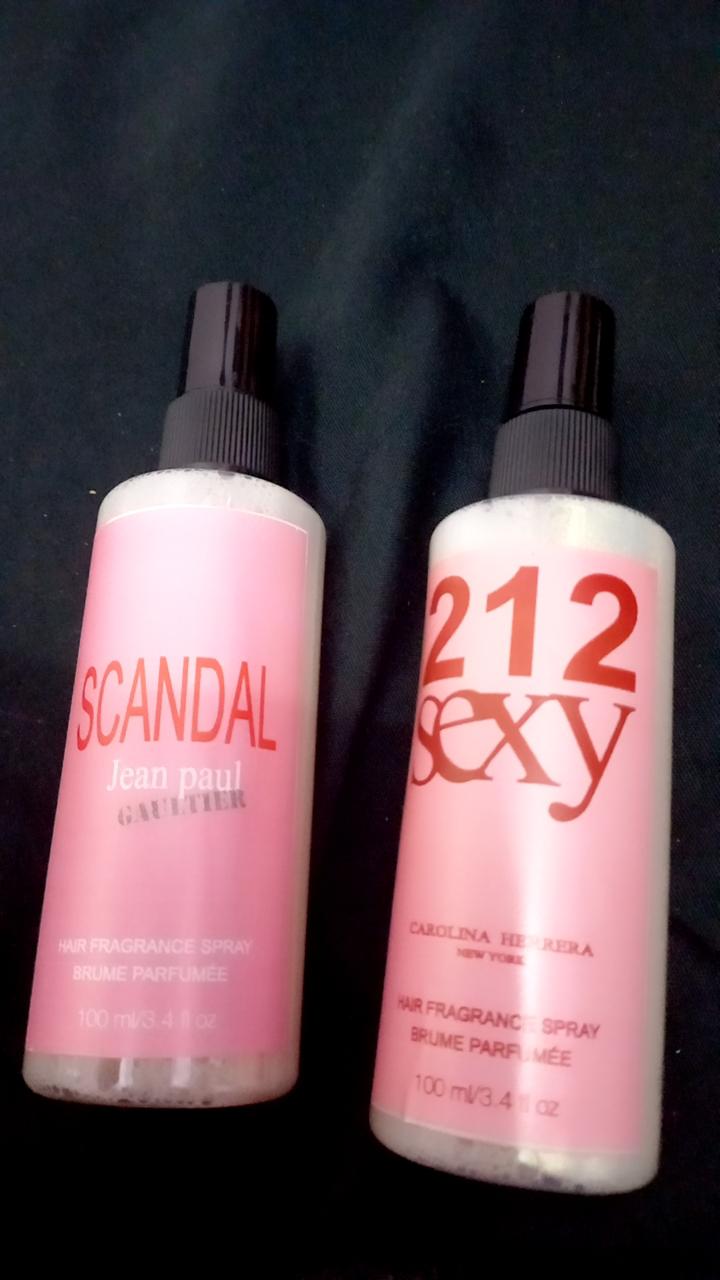 SCANDAL
Jean paul
GAULTIER
HAIR FRAGRANCE SPRAY
BRUME PARFUMÉE
100 ml/3.4 fl oz
212
sexy
CAROLINA HERRERA
NEW YORK
HAIR FRAGRANCE SPRAY
BRUME PARFUMÉE
100 ml/3.4 fl oz